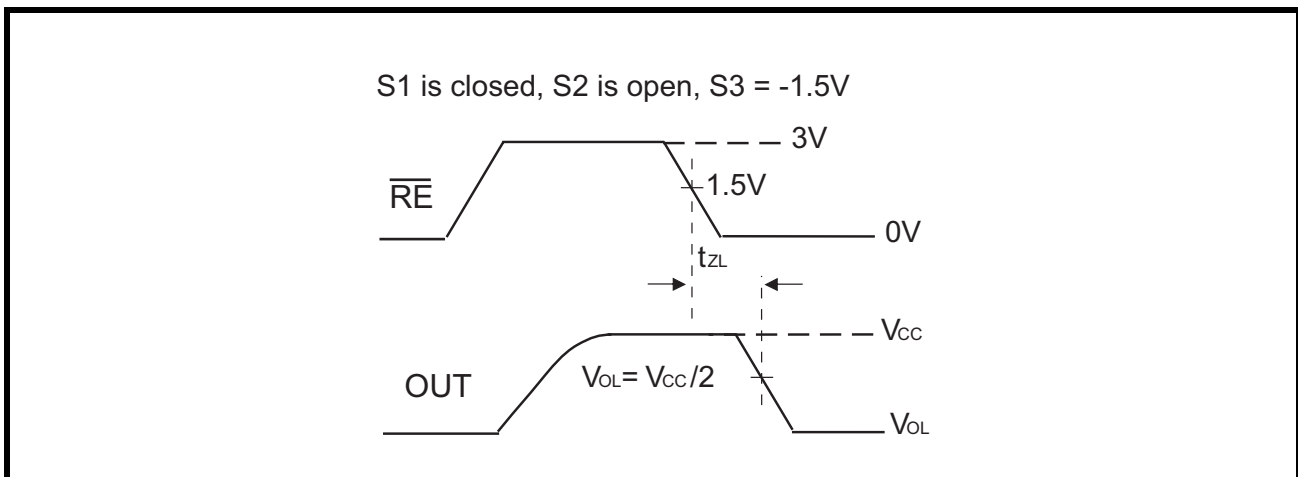 S1 is closed, S2 is open, S3 = -1.5V
3V
RE
1.5V
0V
tZL
VCC
OUT
VOL= VCC/2
VOL